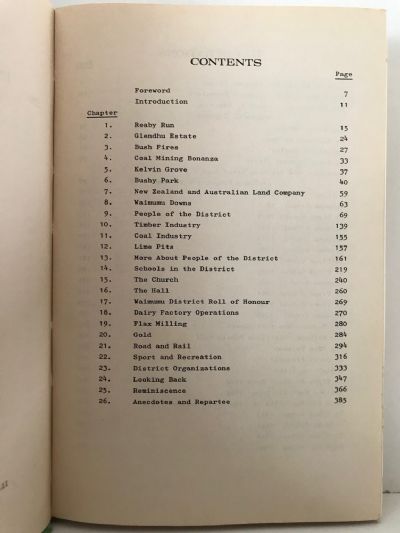 CONTENTS
Page
Foreword 7
Introduction 11
Chapter
1. Reaby Run 15
2. Glendhu Estate 24
3. Bush Fires 27
4. Coal Mining Bonanza 33
5. Kelvin Grove 37
6. Bushy Park 40
7. New Zealand and Australian Land Company 59
8. Waimumu Downs 63
9. People of the District 69
10. Timber Industry 139
11. Coal Industry 155
12. Lime Pits 157
13. More About People of the District 161
14. Schools in the District 219
15. The Church 240
16. The Hall 260
17. Waimumu District Roll of Honour 269
18. Dairy Factory Operations 270
19. Flax Milling 280
20. Gold 284
21. Road and Rail 294
22. Sport and Recreation 316
23. District Organizations 333
24. Looking Back 347
25. Reminiscence 366
26. Anecdotes and Repartee 385